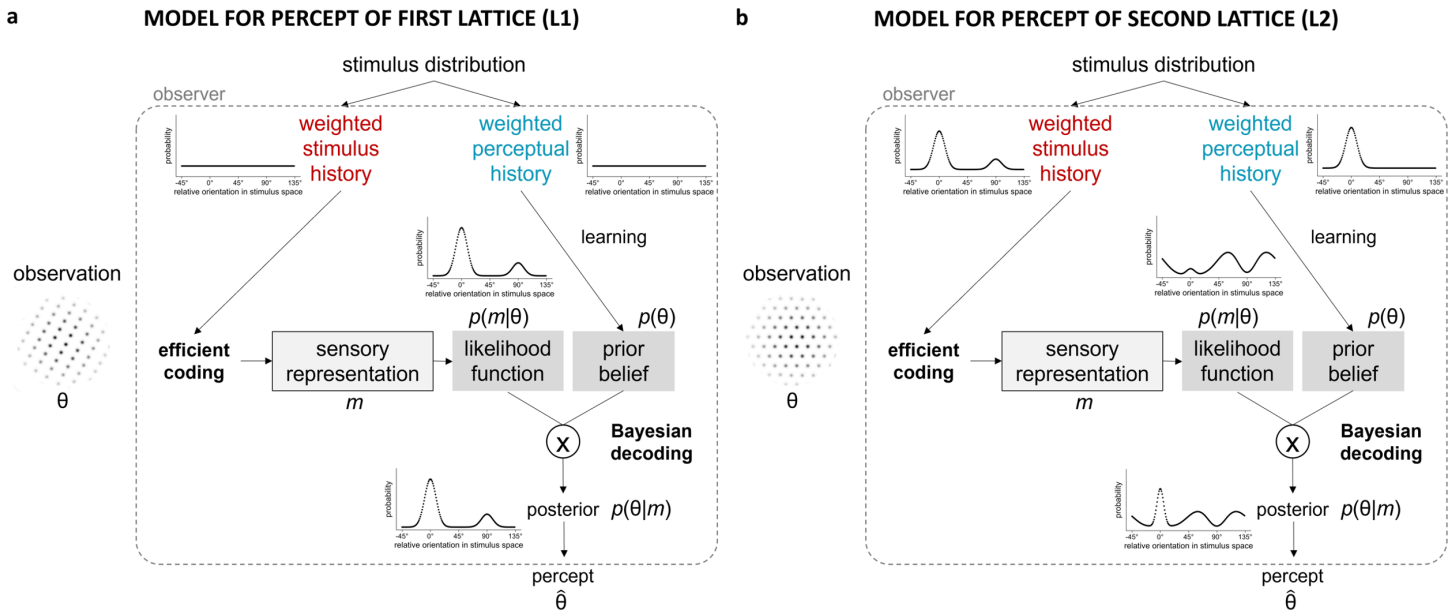 a
MODEL FOR PERCEPT OF FIRST LATTICE (L1)
stimulus distribution
observer
weighted
stimulus
history
weighted
perceptual
history
probability
-45° 0° 90° 135°
relative orientation in stimulus space
probability
-45° 0° 90° 135°
relative orientation in stimulus space
learning
probability
-45° 0° 90° 135°
relative orientation in stimulus space
observation
θ
p(m|θ)
p(θ)
efficient
coding
sensory
representation
m
likelihood
function
prior
belief
X
Bayesian
decoding
probability
-45° 0° 45° 90° 135°
relative orientation in stimulus space
posterior p(θ|m)
percept
θ̂
b
MODEL FOR PERCEPT OF SECOND LATTICE (L2)
stimulus distribution
observer
probability
-45° 0° 45° 90° 135°
relative orientation in stimulus space
weighted
stimulus
history
weighted
perceptual
history
probability
-45° 0° 45° 90° 135°
relative orientation in stimulus space
learning
probability
-45° 0° 45° 90° 135°
relative orientation in stimulus space
observation
θ
p(m|θ)
p(θ)
efficient
coding
sensory
representation
m
likelihood
function
prior
belief
X
Bayesian
decoding
probability
-45° 0° 45° 90° 135°
relative orientation in stimulus space
posterior p(θ|m)
percept
θ̂